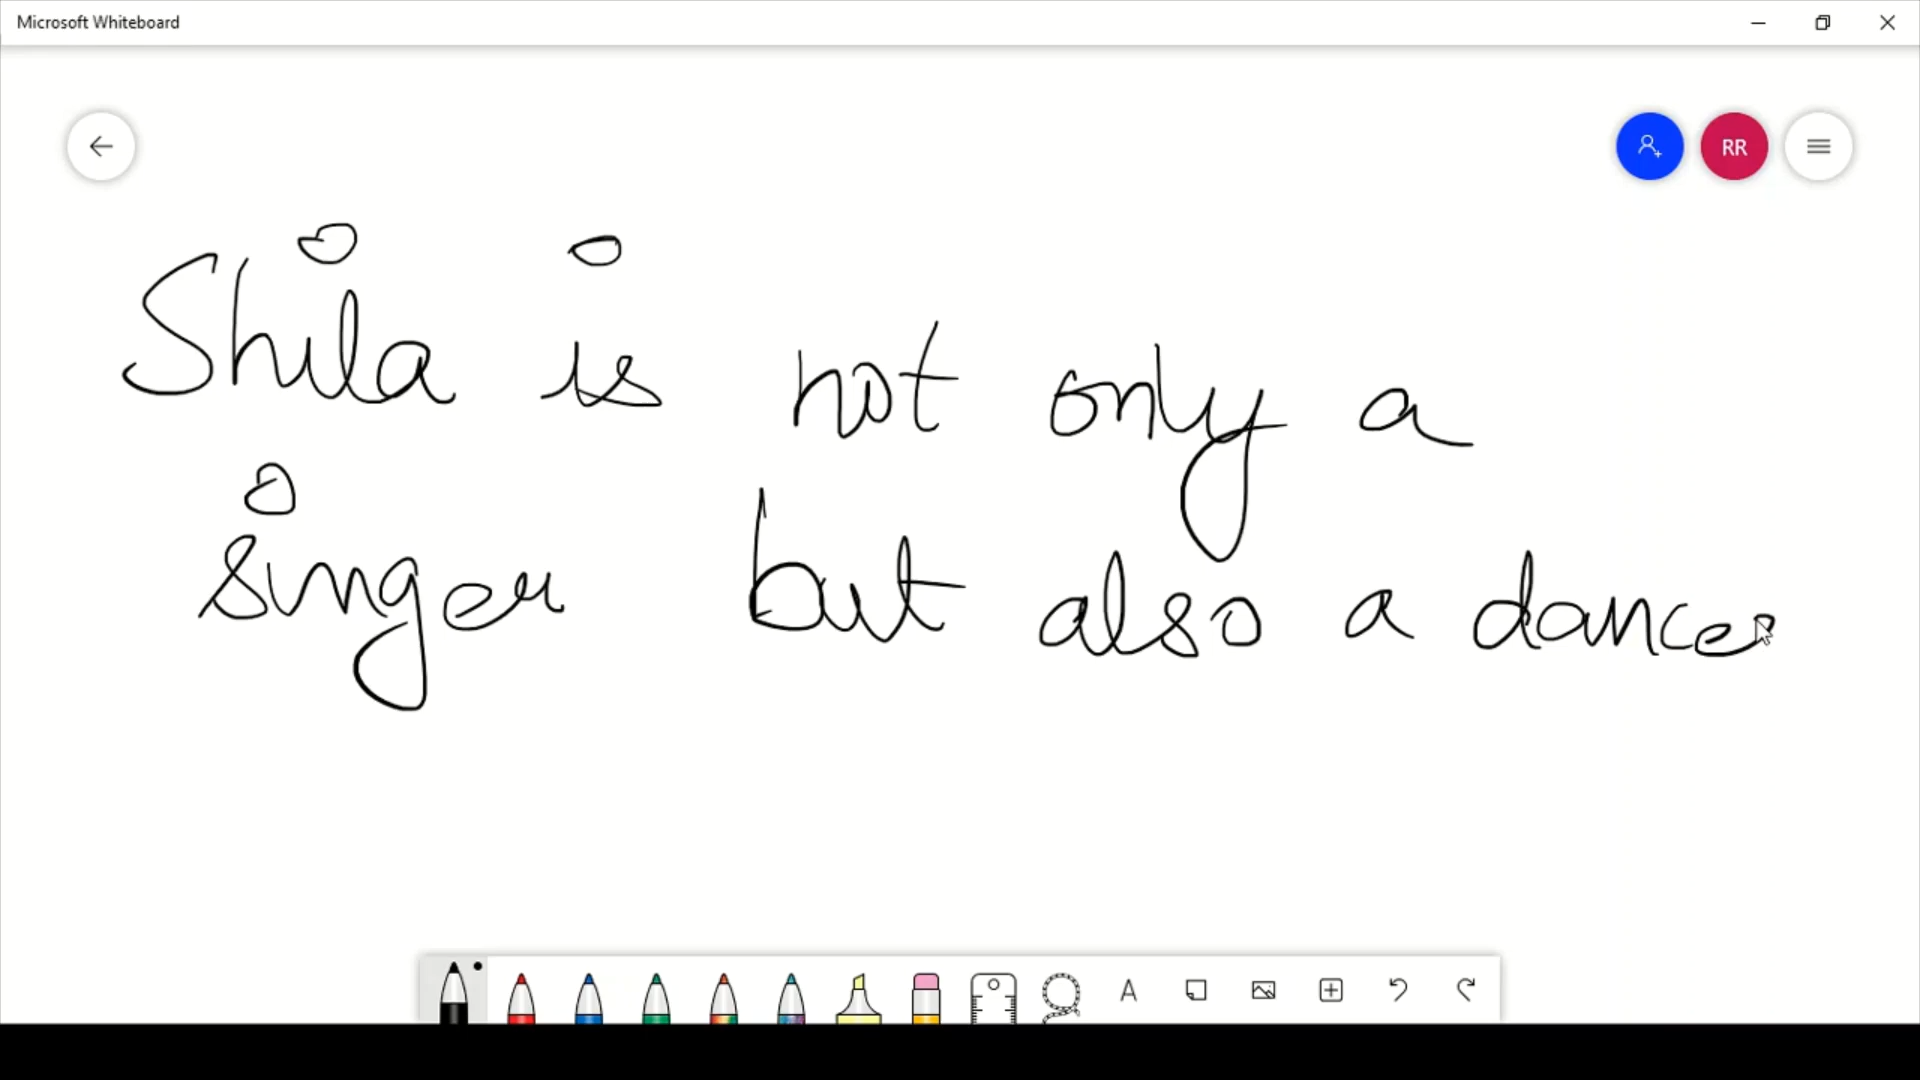 Microsoft Whiteboard
RR
Shila is not only a
singer but also a dancer
A